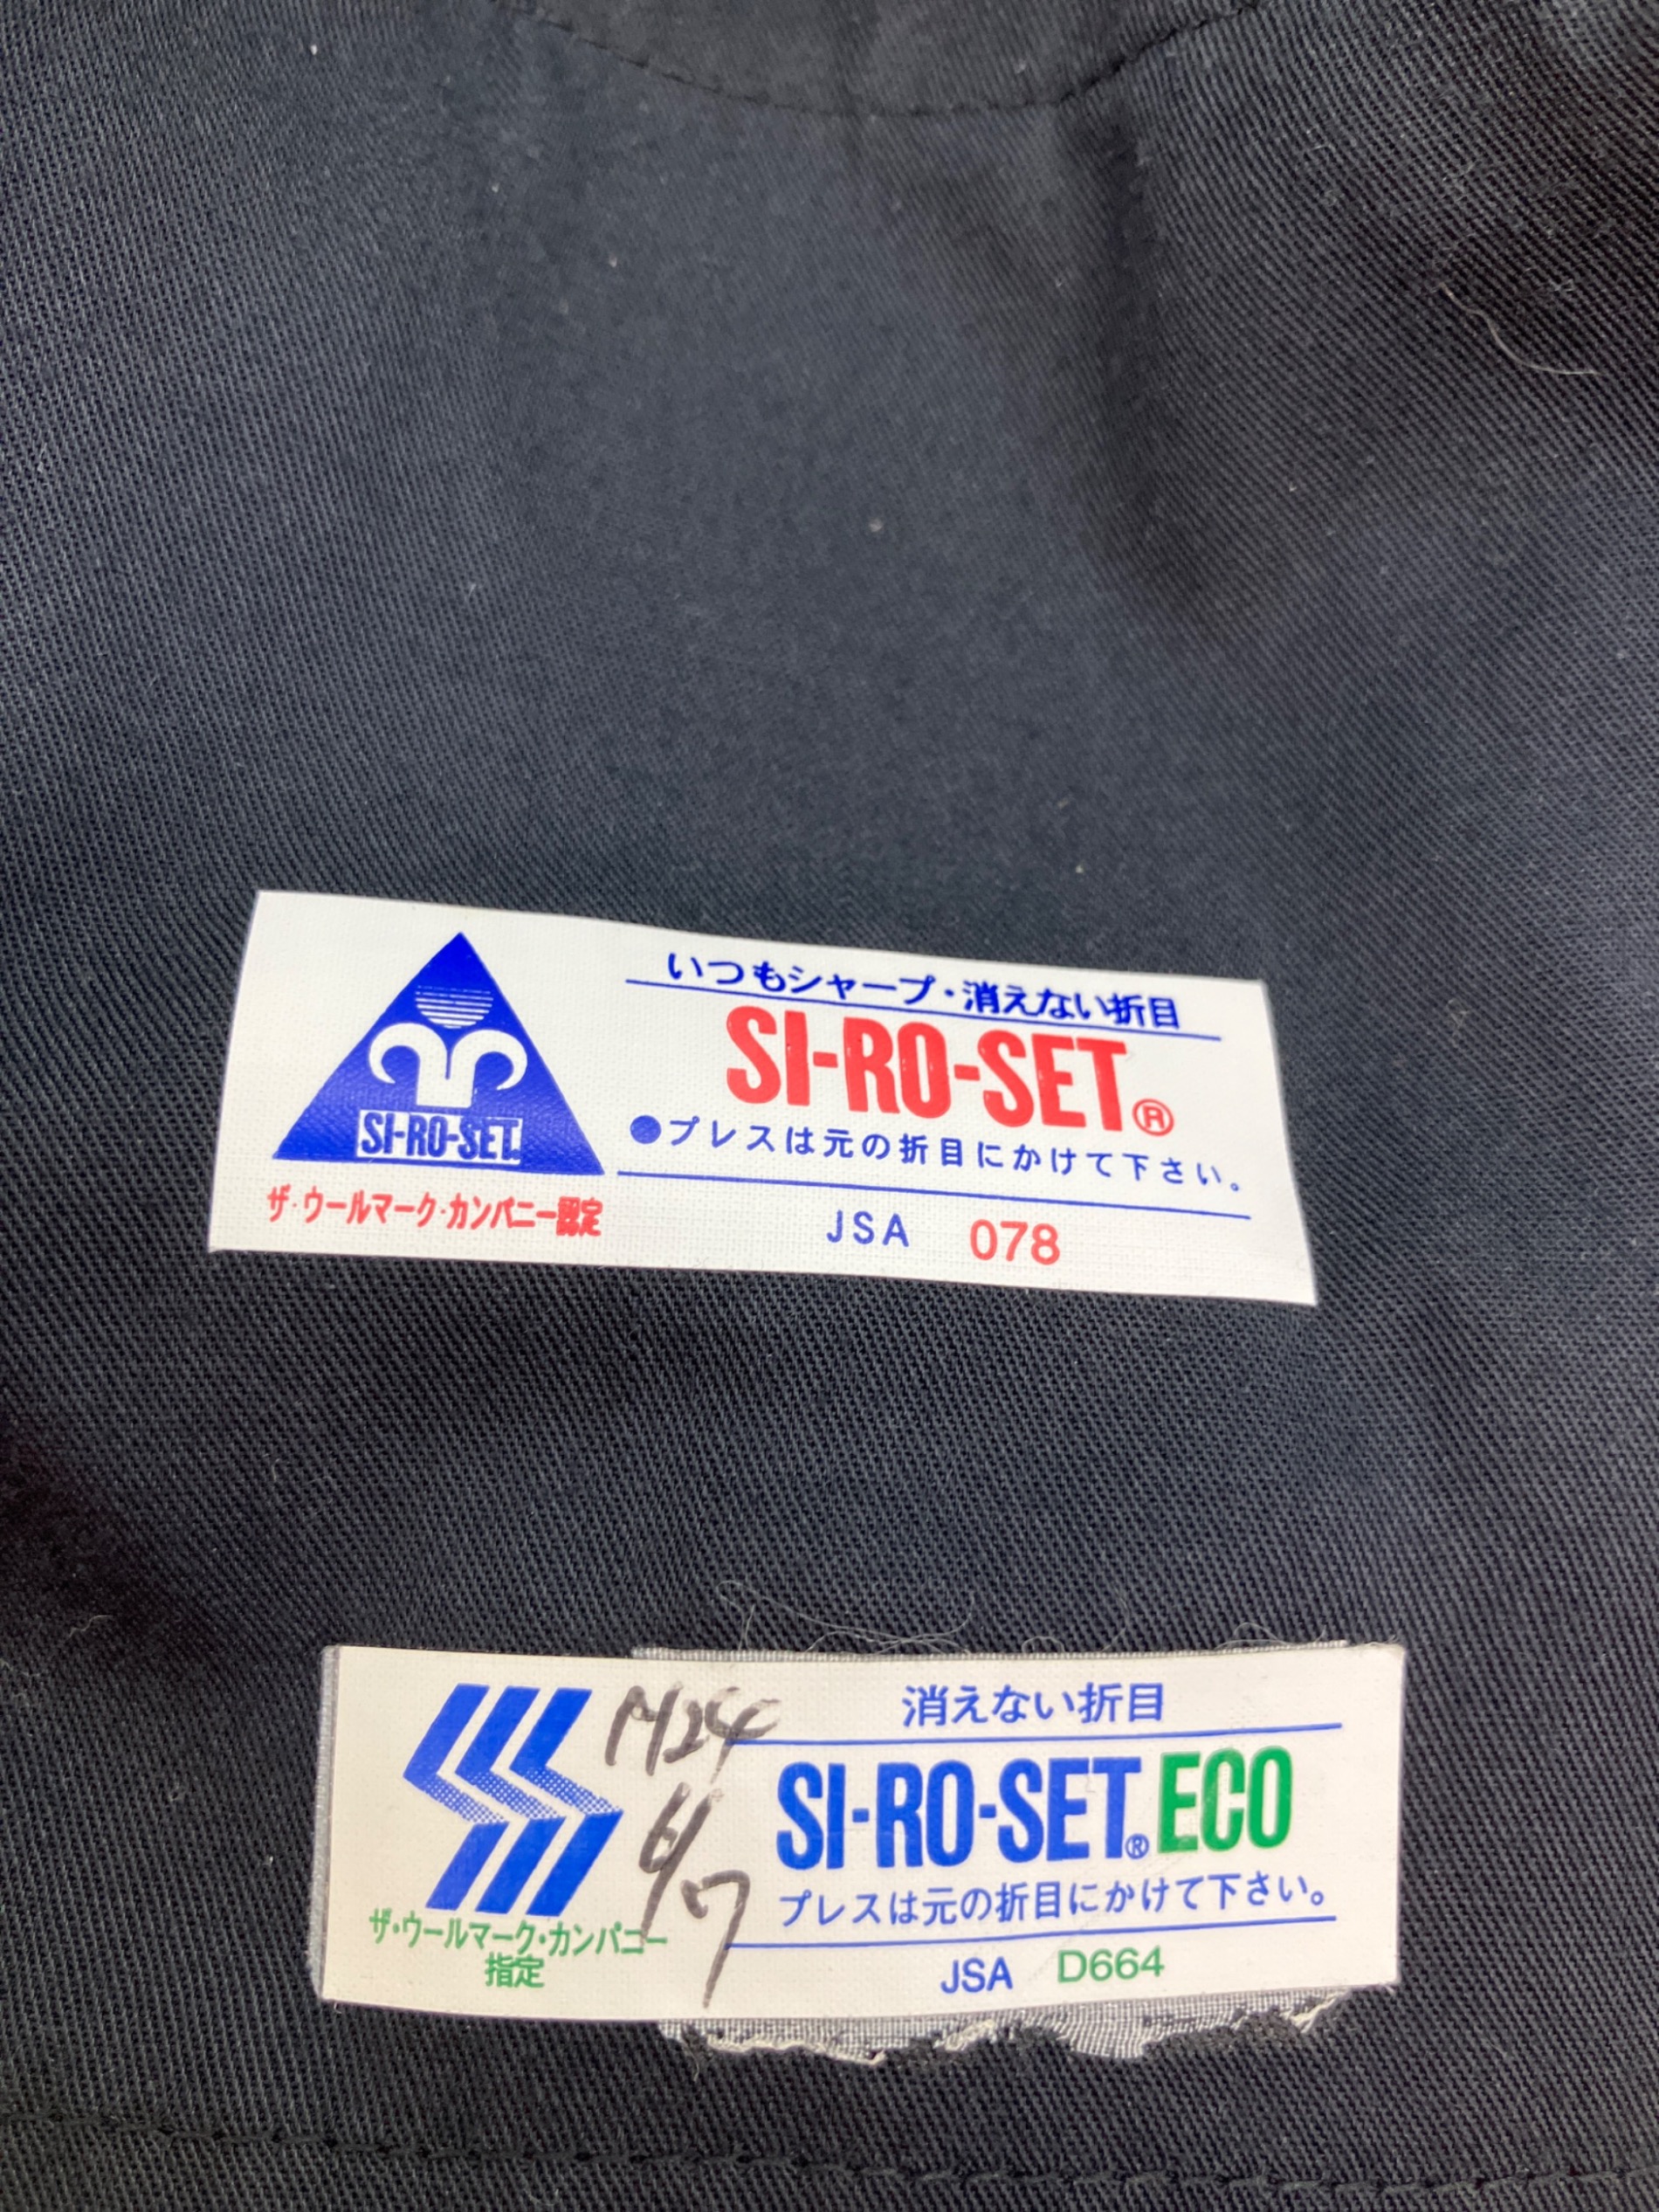 いつもシャープ・消えない折目
SI-RO-SET®
●プレスは元の折目にかけて下さい。
JSA 078
SI-RO-SET®
ザ・ウールマーク・カンパニー認定
消えない折目
SI-RO-SET® ECO
プレスは元の折目にかけて下さい。
JSA D664
ザ・ウールマーク・カンパニー
指定
H24
6/7